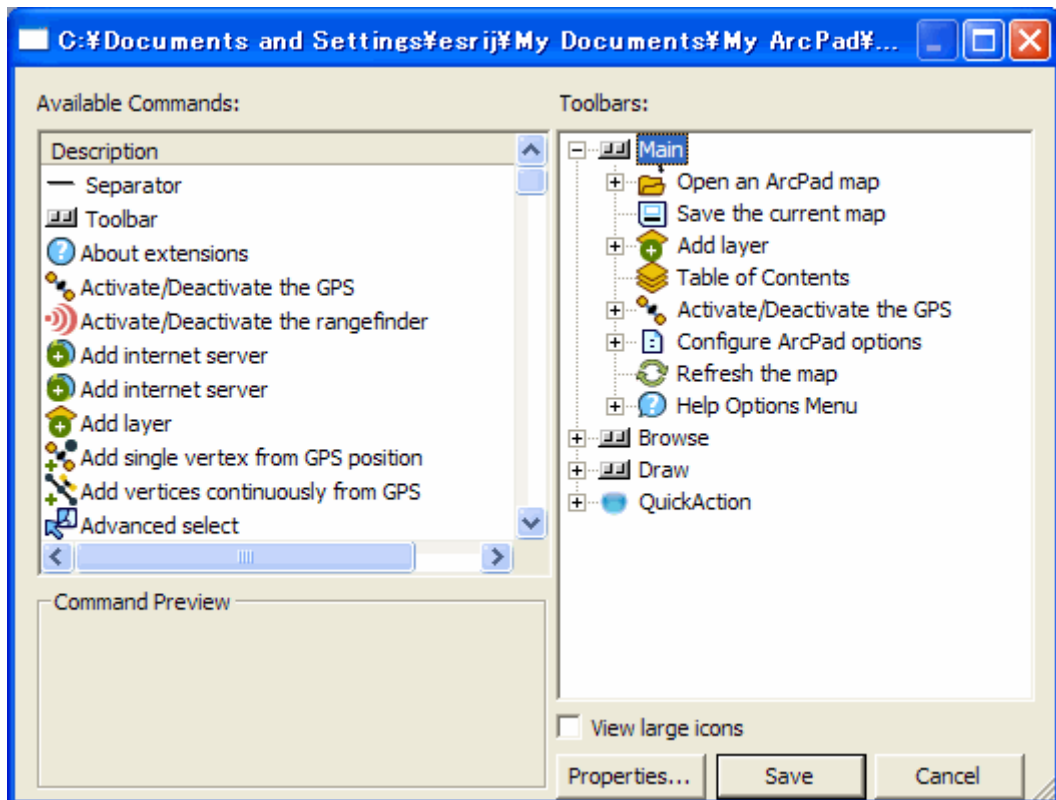 C:¥Documents and Settings¥esrij¥My Documents¥My ArcPad¥...
Available Commands:
Description
Separator
Toolbar
About extensions
Activate/Deactivate the GPS
Activate/Deactivate the rangefinder
Add internet server
Add internet server
Add layer
Add single vertex from GPS position
Add vertices continuously from GPS
Advanced select
Command Preview
Toolbars:
Main
Open an ArcPad map
Save the current map
Add layer
Table of Contents
Activate/Deactivate the GPS
Configure ArcPad options
Refresh the map
Help Options Menu
Browse
Draw
QuickAction
View large icons
Properties...
Save
Cancel